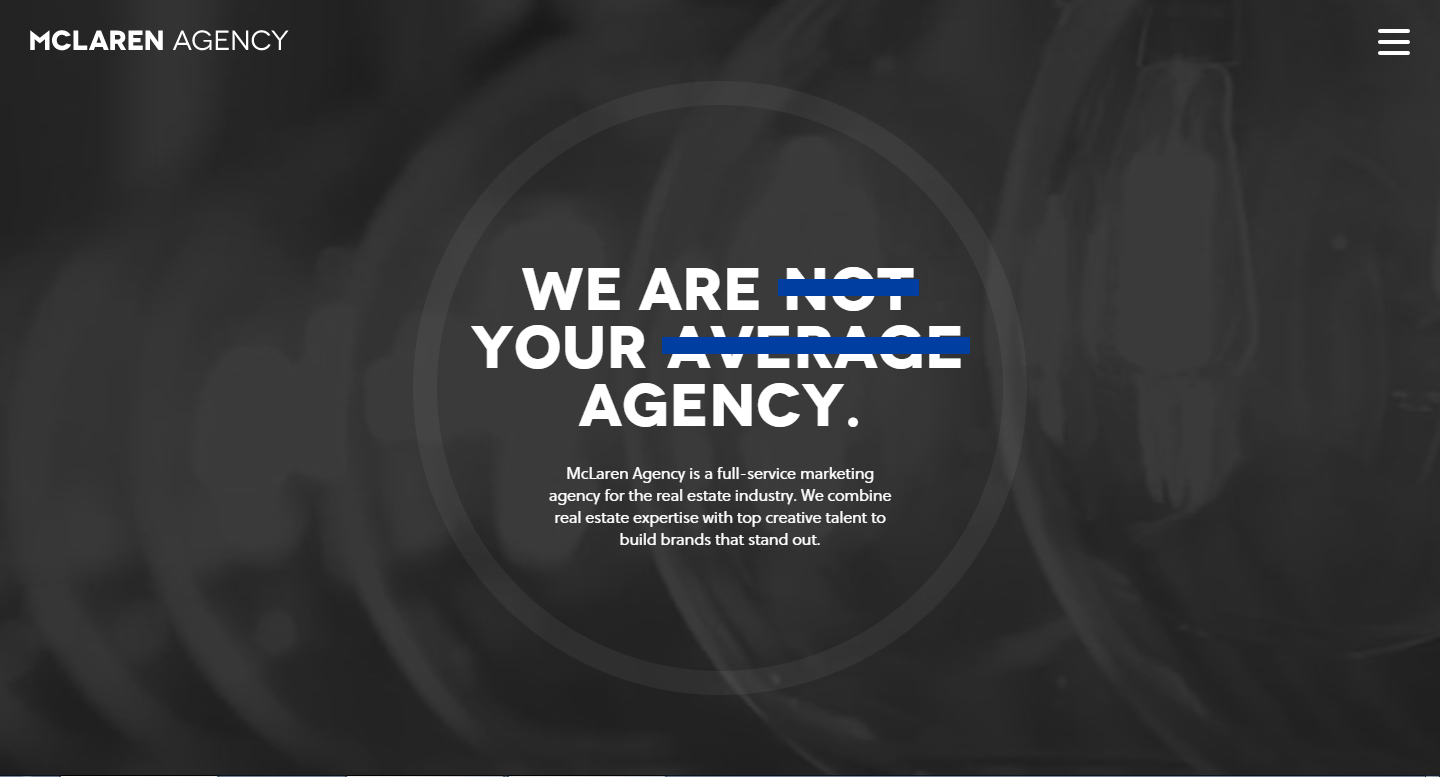 MCLAREN AGENCY
WE ARE NOT
YOUR AVERAGE
AGENCY.
McLaren Agency is a full-service marketing
agency for the real estate industry. We combine
real estate expertise with top creative talent to
build brands that stand out.